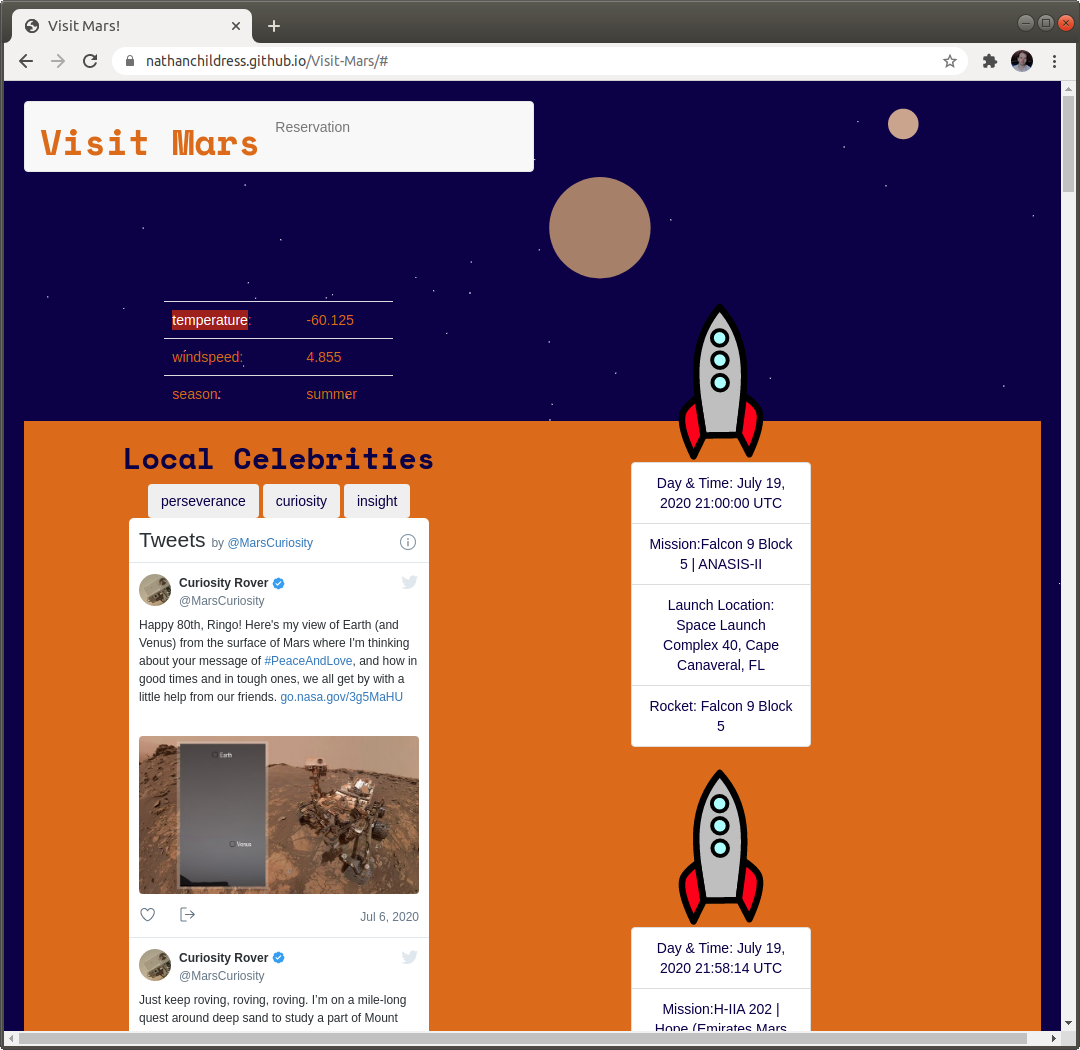 Visit Mars!
nathanchildress.github.io/Visit-Mars/#
Visit Mars
Reservation
temperature: -60.125
windspeed: 4.855
season: summer
Local Celebrities
perseverance curiosity insight
Tweets by @MarsCuriosity
Curiosity Rover
@MarsCuriosity
Happy 80th, Ringo! Here's my view of Earth (and
Venus) from the surface of Mars where I'm thinking
about your message of #PeaceAndLove, and how in
good times and in tough ones, we all get by with a
little help from our friends. go.nasa.gov/3g5MaHU
Earth
Venus
Jul 6, 2020
Curiosity Rover
@MarsCuriosity
Just keep roving, roving, roving. I'm on a mile-long
quest around deep sand to study a part of Mount
Day & Time: July 19,
2020 21:00:00 UTC
Mission:Falcon 9 Block
5 | ANASIS-II
Launch Location:
Space Launch
Complex 40, Cape
Canaveral, FL
Rocket: Falcon 9 Block
5
Day & Time: July 19,
2020 21:58:14 UTC
Mission:H-IIA 202 |
Hope (Emirates Mars